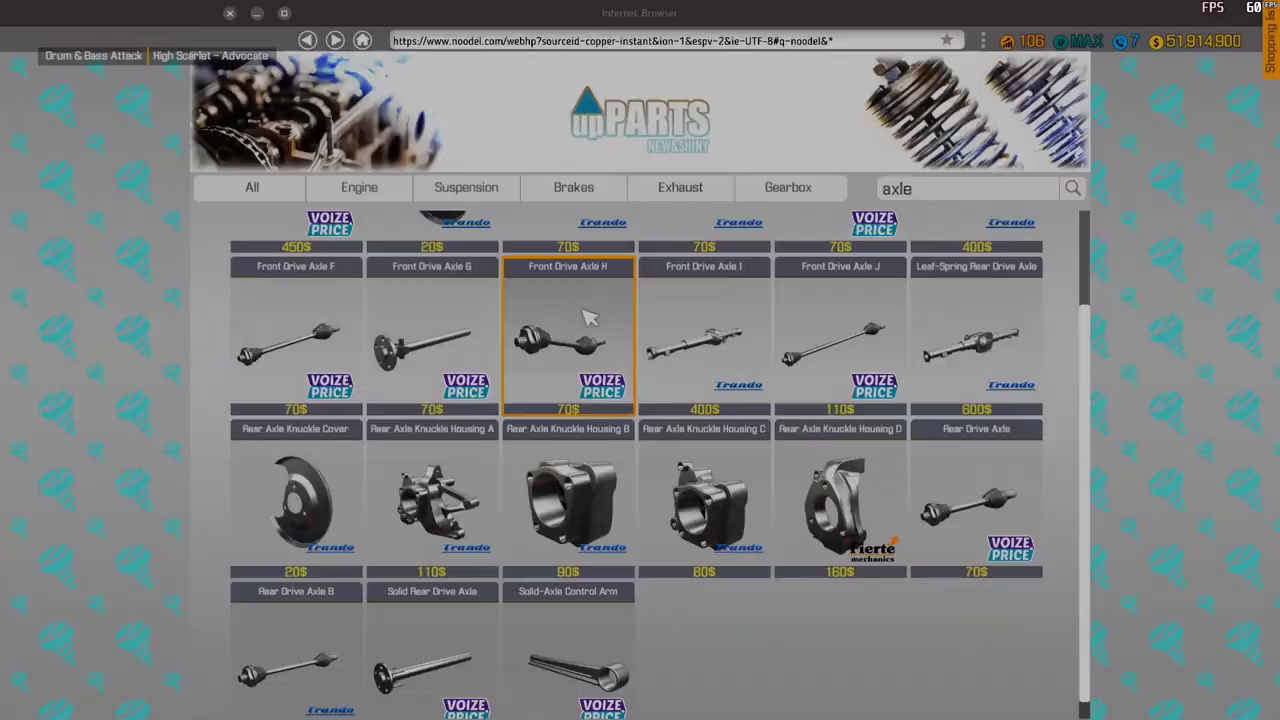 FPS 60 FPS
Internet Browser
Shopping list
https://www.noodel.com/webhp?sourceid-copper-instant&ion-1&espv-2&ie-UTF-8#q-noodel&*
106 MAX 7 $ 51,914,900
Drum & Bass Attack High Scarlet - Advocate
upPARTS
NEW&SHINY
All Engine Suspension Brakes Exhaust Gearbox axle
VOIZE PRICE Trando Trando Trando VOIZE PRICE Trando
450$ 20$ 70$ 70$ 70$ 400$
Front Drive Axle F Front Drive Axle G Front Drive Axle H Front Drive Axle I Front Drive Axle J Leaf-Spring Rear Drive Axle
VOIZE PRICE VOIZE PRICE VOIZE PRICE Trando VOIZE PRICE Trando
70$ 70$ 70$ 400$ 110$ 600$
Rear Axle Knuckle Cover Rear Axle Knuckle Housing A Rear Axle Knuckle Housing B Rear Axle Knuckle Housing C Rear Axle Knuckle Housing D Rear Drive Axle
Trando Trando Trando Trando Fierte mechanics VOIZE PRICE
20$ 110$ 90$ 80$ 160$ 70$
Rear Drive Axle B Solid Rear Drive Axle Solid-Axle Control Arm
Trando VOIZE PRICE VOIZE PRICE